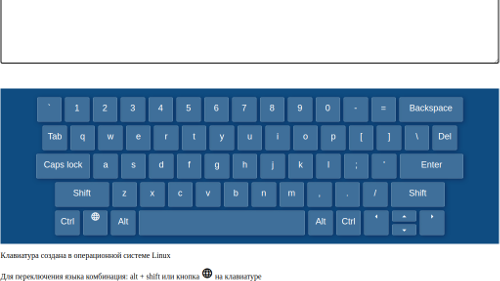 ` 1 2 3 4 5 6 7 8 9 0 - = Backspace
Tab q w e r t y u i o p [ ] \ Del
Caps lock a s d f g h j k l ; ' Enter
Shift z x c v b n m , . / Shift
Ctrl Alt Alt Ctrl
Клавиатура создана в операционной системе Linux
Для переключения языка комбинация: alt + shift или кнопка на клавиатуре